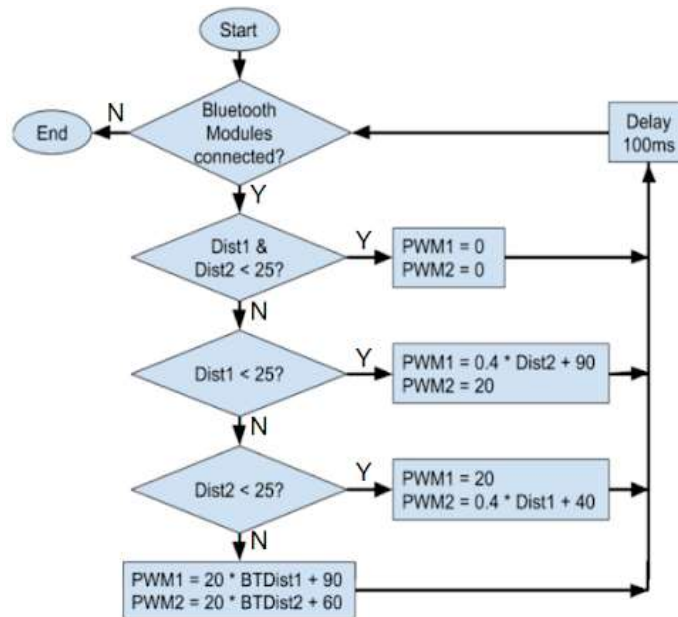 Start
N
End
Bluetooth
Modules
connected?
Delay
100ms
Y
Dist1 &
Dist2 < 25?
Y
PWM1 = 0
PWM2 = 0
N
Dist1 < 25?
Y
PWM1 = 0.4 * Dist2 + 90
PWM2 = 20
N
Dist2 < 25?
Y
PWM1 = 20
PWM2 = 0.4 * Dist1 + 40
N
PWM1 = 20 * BTDist1 + 90
PWM2 = 20 * BTDist2 + 60